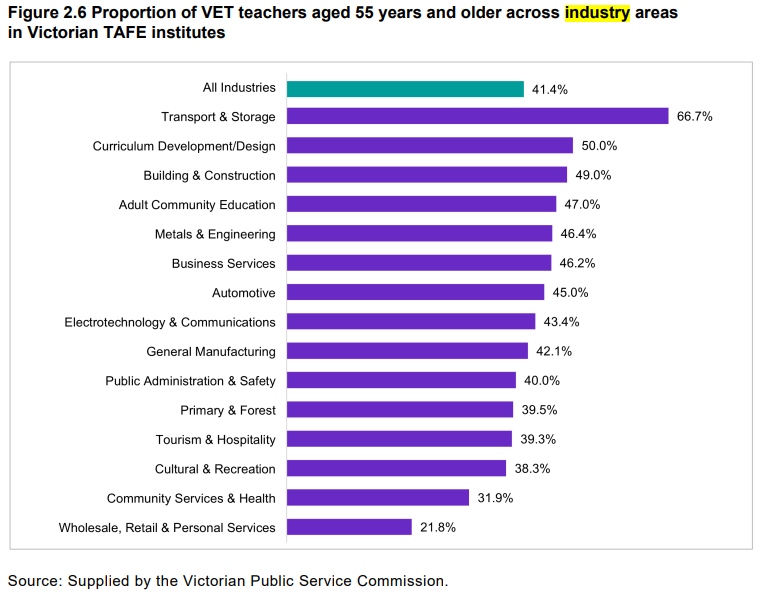 Figure 2.6 Proportion of VET teachers aged 55 years and older across industry areas
in Victorian TAFE institutes
All Industries 41.4%
Transport & Storage 66.7%
Curriculum Development/Design 50.0%
Building & Construction 49.0%
Adult Community Education 47.0%
Metals & Engineering 46.4%
Business Services 46.2%
Automotive 45.0%
Electrotechnology & Communications 43.4%
General Manufacturing 42.1%
Public Administration & Safety 40.0%
Primary & Forest 39.5%
Tourism & Hospitality 39.3%
Cultural & Recreation 38.3%
Community Services & Health 31.9%
Wholesale, Retail & Personal Services 21.8%
Source: Supplied by the Victorian Public Service Commission.